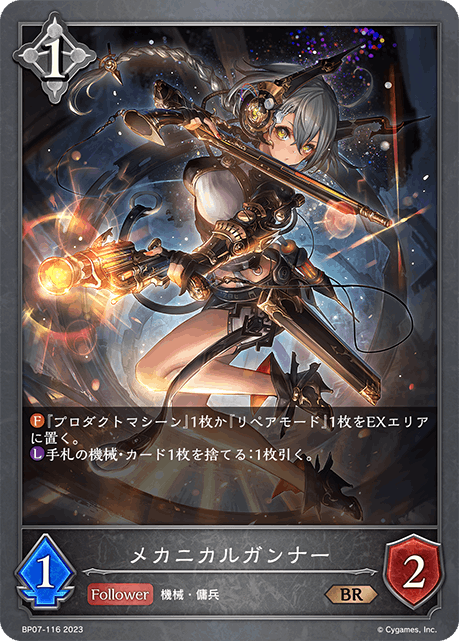 1
F『プロダクトマシーン』1枚か『リペアモード』1枚をEXエリア
に置く。
L手札の機械・カード1枚を捨てる：1枚引く。
メカニカルガンナー
1
Follower 機械・傭兵 BR
2
BP07-116 2023 © Cygames, Inc.